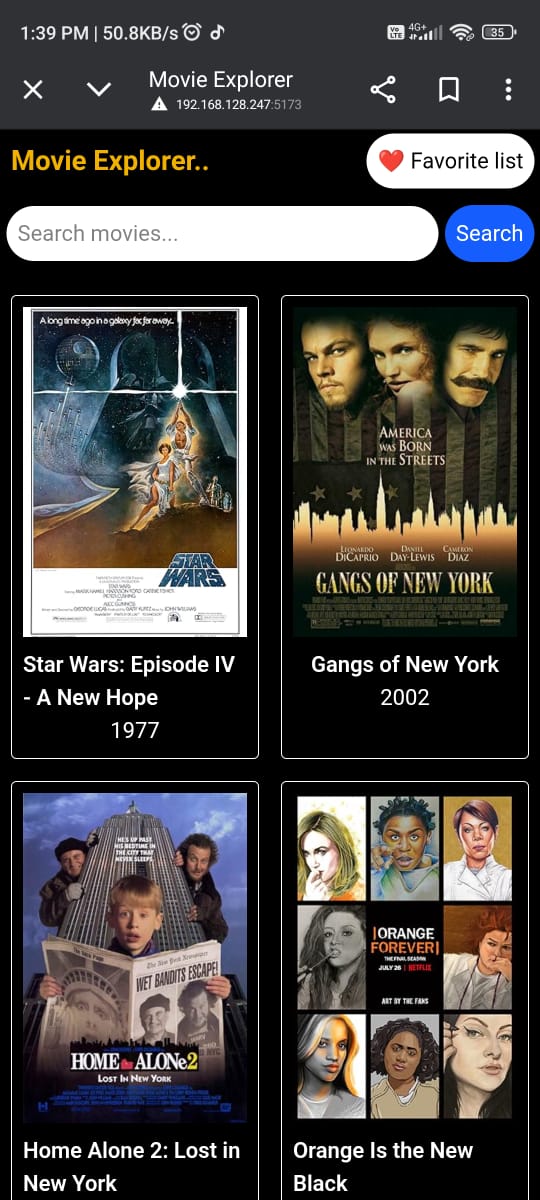 1:39 PM | 50.8KB/s
Vo LTE 4G+ 35
Movie Explorer
192.168.128.247:5173
Movie Explorer..
❤️ Favorite list
Search movies...
Search
A long time ago in a galaxy far, far away...
STAR WARS
Star Wars: Episode IV
- A New Hope
1977
AMERICA
WAS BORN
IN THE STREETS
LEONARDO DICAPRIO DANIEL DAY-LEWIS CAMERON DIAZ
GANGS OF NEW YORK
Gangs of New York
2002
HE'S UP PAST
HIS BEDTIME IN
THE CITY THAT
NEVER SLEEPS.
The New York Newspaper
WET BANDITS ESCAPE!
HOME ALONE 2
LOST IN NEW YORK
Home Alone 2: Lost in
New York
ORANGE
FOREVER
THE FINAL SEASON
JULY 26 | NETFLIX
ART BY THE FANS
Orange Is the New
Black